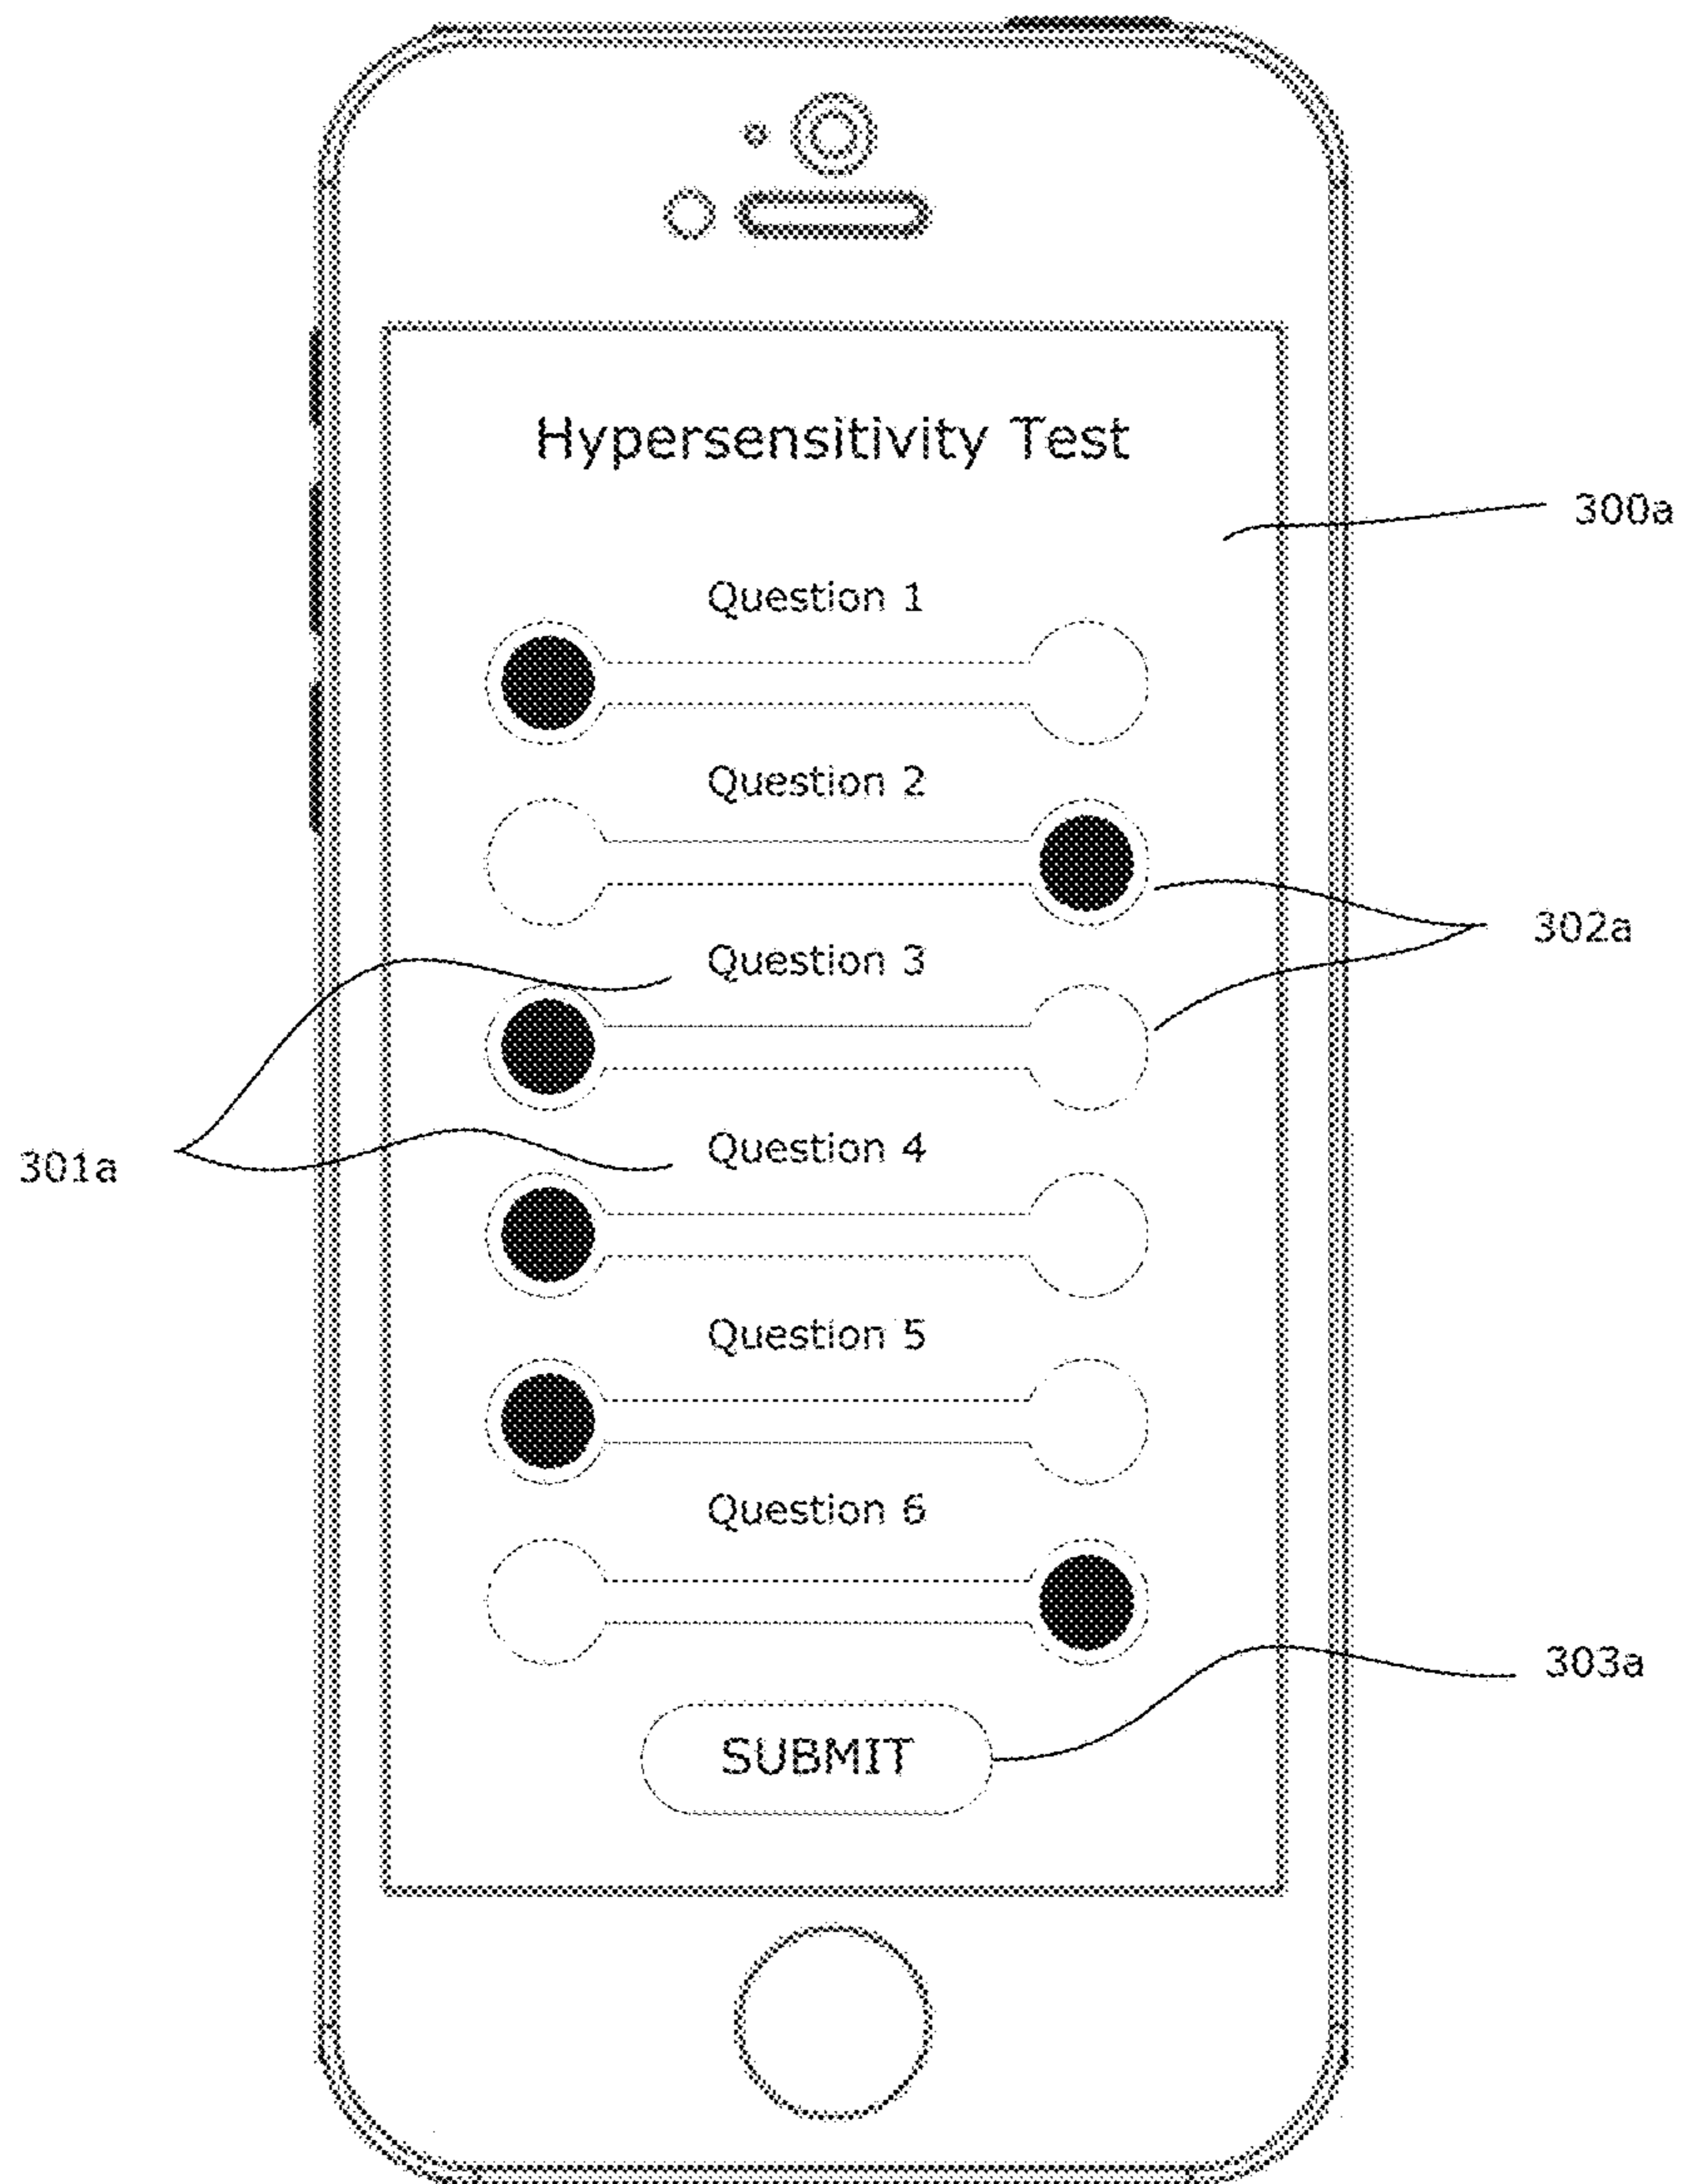 Hypersensitivity Test
300a
Question 1
Question 2
302a
Question 3
301a
Question 4
Question 5
Question 6
303a
SUBMIT